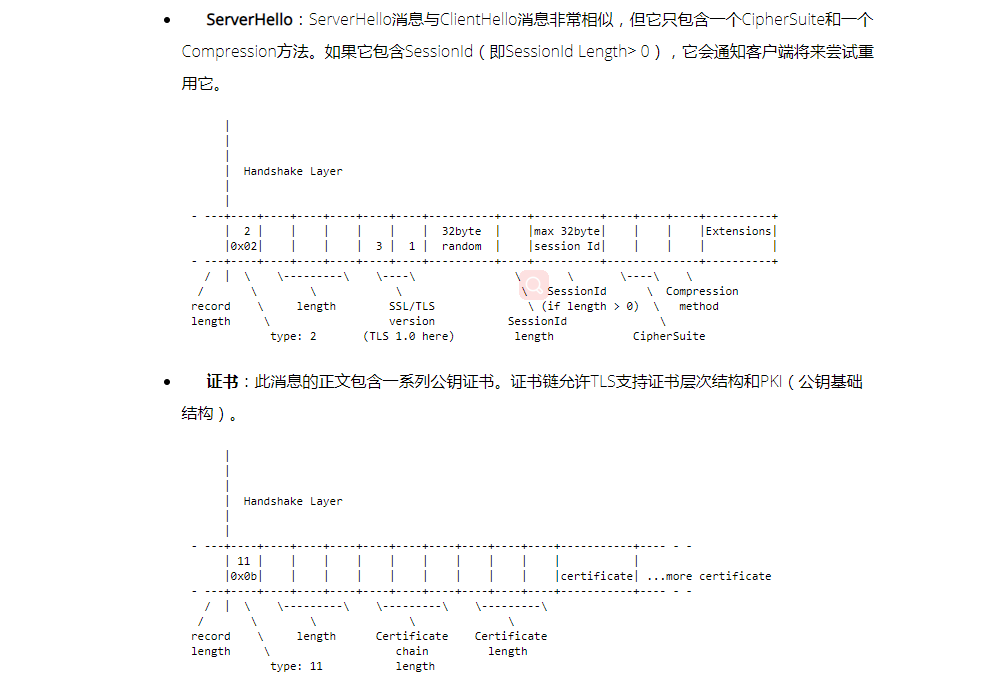 • ServerHello：ServerHello消息与ClientHello消息非常相似，但它只包含一个CipherSuite和一个
Compression方法。如果它包含SessionId（即SessionId Length> 0），它会通知客户端将来尝试重
用它。
     |
     |
     |
     |  Handshake Layer
     |
     |
- ---+----+----+----+----+----+----+----------+----+----------+----+----+----+----------+
     |  2 |    |    |    |    |    |  32byte  |    |max 32byte|    |    |    |Extensions|
     |0x02|    |    |    |  3 |  1 |  random  |    |session Id|    |    |    |          |
- ---+----+----+----+----+----+----+----------+----+----------+----+----+----+----------+
  /  |  \    \---------\    \----\               \       \       \----\    \
 /       \        \            \                  \   SessionId      \  Compression
record    \     length        SSL/TLS              \ (if length > 0)  \   method
length     \                  version           SessionId              \
            type: 2       (TLS 1.0 here)         length            CipherSuite
• 证书：此消息的正文包含一系列公钥证书。证书链允许TLS支持证书层次结构和PKI（公钥基础
结构）。
     |
     |
     |
     |  Handshake Layer
     |
     |
- ---+----+----+----+----+----+----+----+----+----+----+-----------+---- - -
     | 11 |    |    |    |    |    |    |    |    |    |           |
     |0x0b|    |    |    |    |    |    |    |    |    |certificate| ...more certificate
- ---+----+----+----+----+----+----+----+----+----+----+-----------+---- - -
  /  |  \    \---------\    \---------\    \---------\
 /       \        \              \              \
record    \     length      Certificate    Certificate
length     \                   chain         length
            type: 11           length